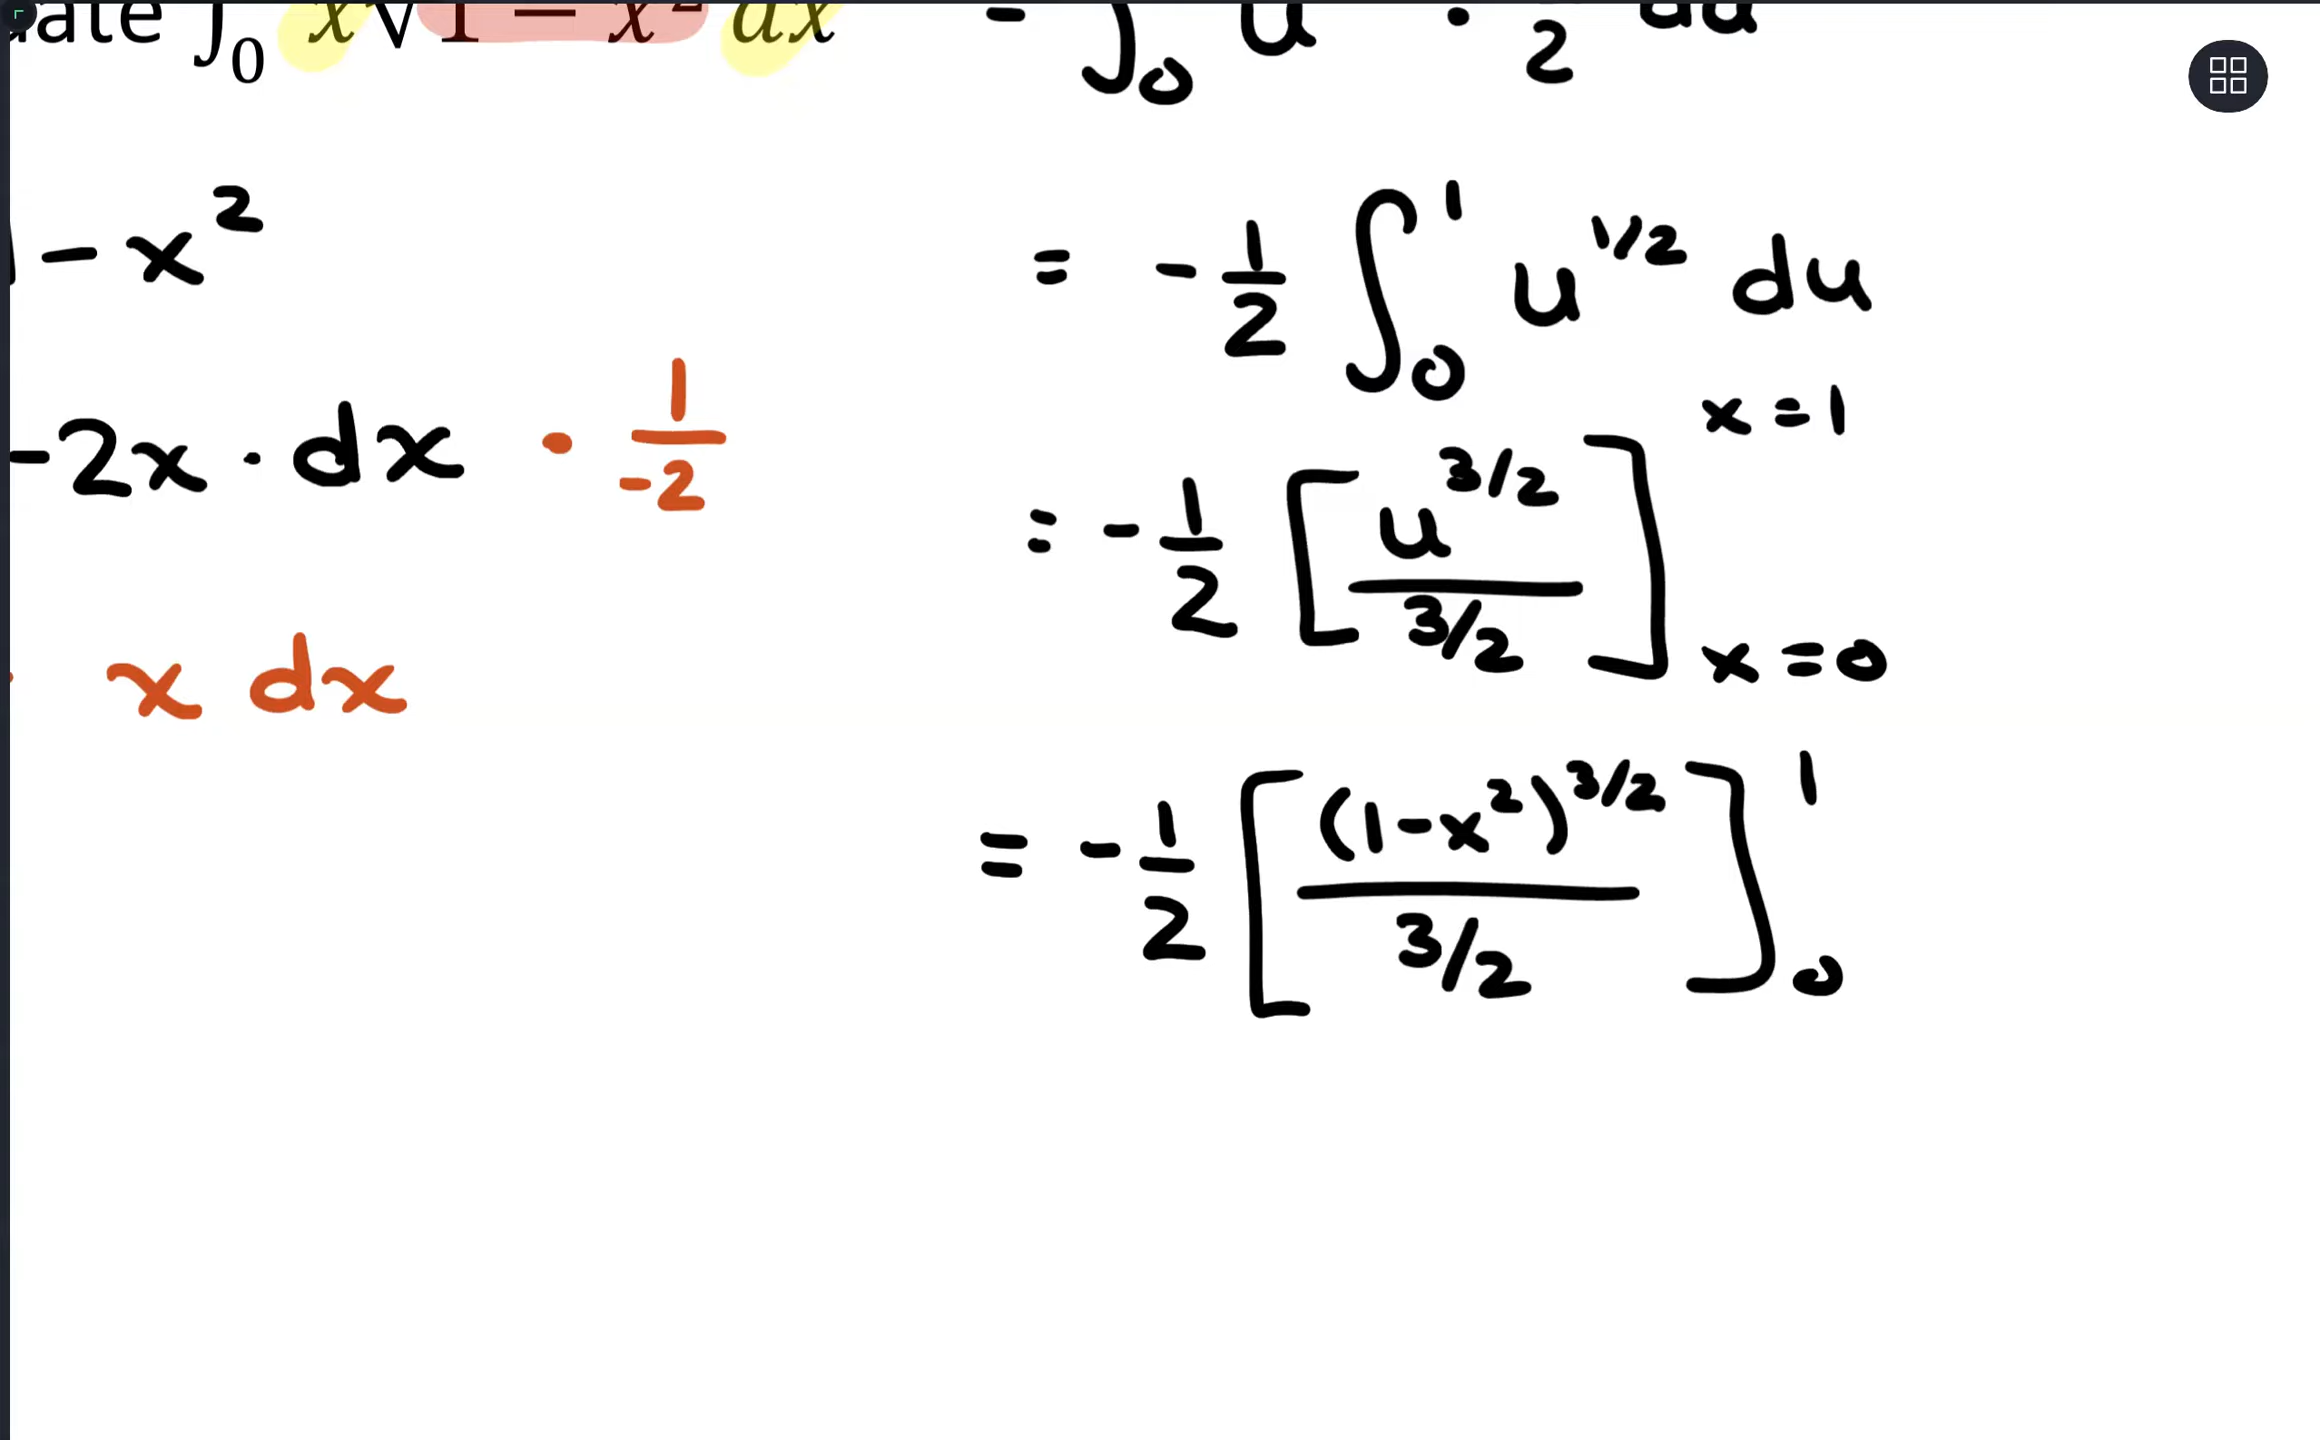 ∫₀ x√1 − x² dx
= ∫₀ u · 2 du
− x²
= −1/2 ∫₀¹ u^(1/2) du
−2x · dx · 1/−2
= −1/2 [u^(3/2) / (3/2)] x=1 x=0
x dx
= −1/2 [(1−x²)^(3/2) / (3/2)]₀¹